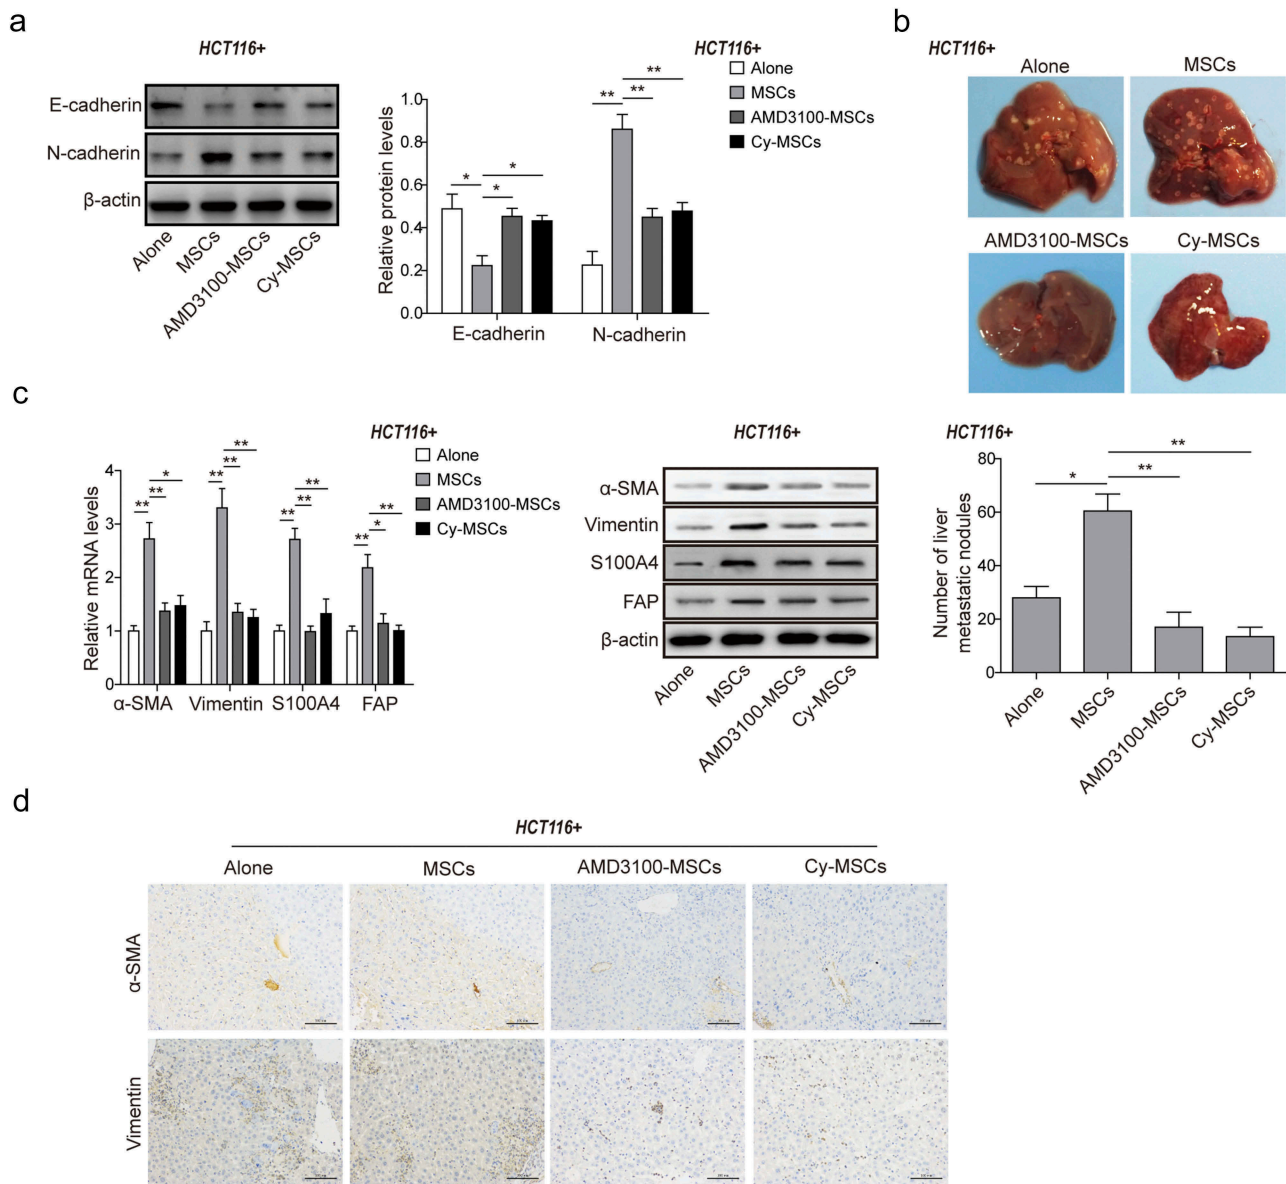 a
HCT116+
E-cadherin
N-cadherin
β-actin
Alone
MSCs
AMD3100-MSCs
Cy-MSCs
HCT116+
Alone
MSCs
AMD3100-MSCs
Cy-MSCs
Relative protein levels
1.0
0.8
0.6
0.4
0.2
0.0
* * *
** ** **
E-cadherin
N-cadherin
b
HCT116+
Alone
MSCs
AMD3100-MSCs
Cy-MSCs
HCT116+
Number of liver
metastatic nodules
80
60
40
20
0
* ** **
Alone
MSCs
AMD3100-MSCs
Cy-MSCs
c
HCT116+
Alone
MSCs
AMD3100-MSCs
Cy-MSCs
Relative mRNA levels
4
3
2
1
0
** ** *
** ** **
** ** **
** * **
α-SMA
Vimentin
S100A4
FAP
HCT116+
α-SMA
Vimentin
S100A4
FAP
β-actin
Alone
MSCs
AMD3100-MSCs
Cy-MSCs
d
HCT116+
Alone
MSCs
AMD3100-MSCs
Cy-MSCs
α-SMA
Vimentin